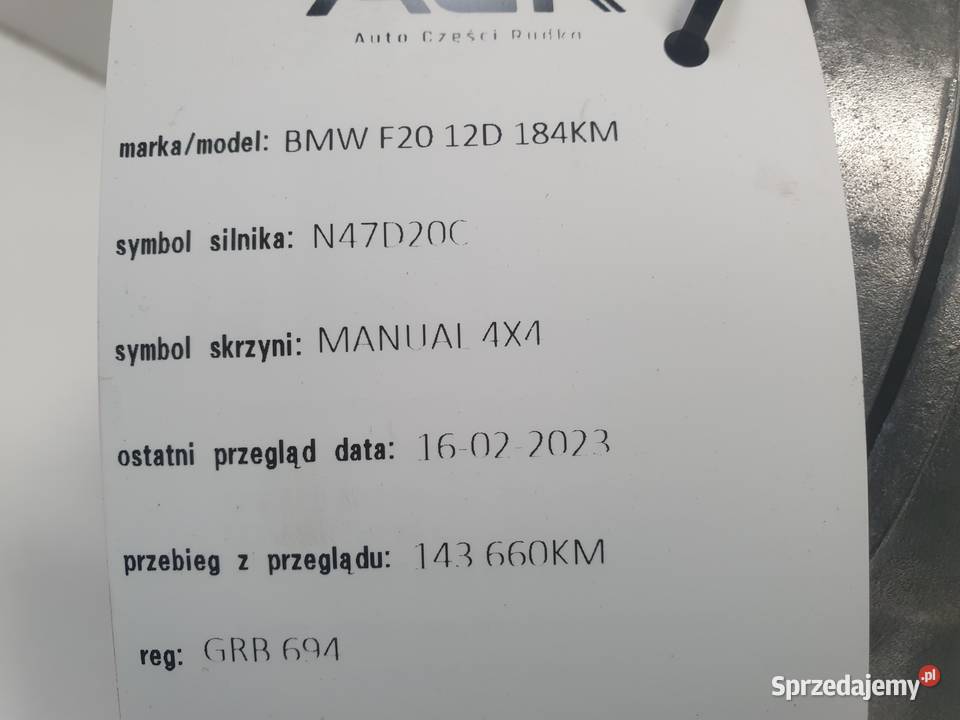 Auto Części Rudka
marka/model: BMW F20 12D 184KM
symbol silnika: N47D20C
symbol skrzyni: MANUAL 4X4
ostatni przegląd data: 16-02-2023
przebieg z przeglądu: 143 660KM
reg: GRB 694
Sprzedajemy.pl